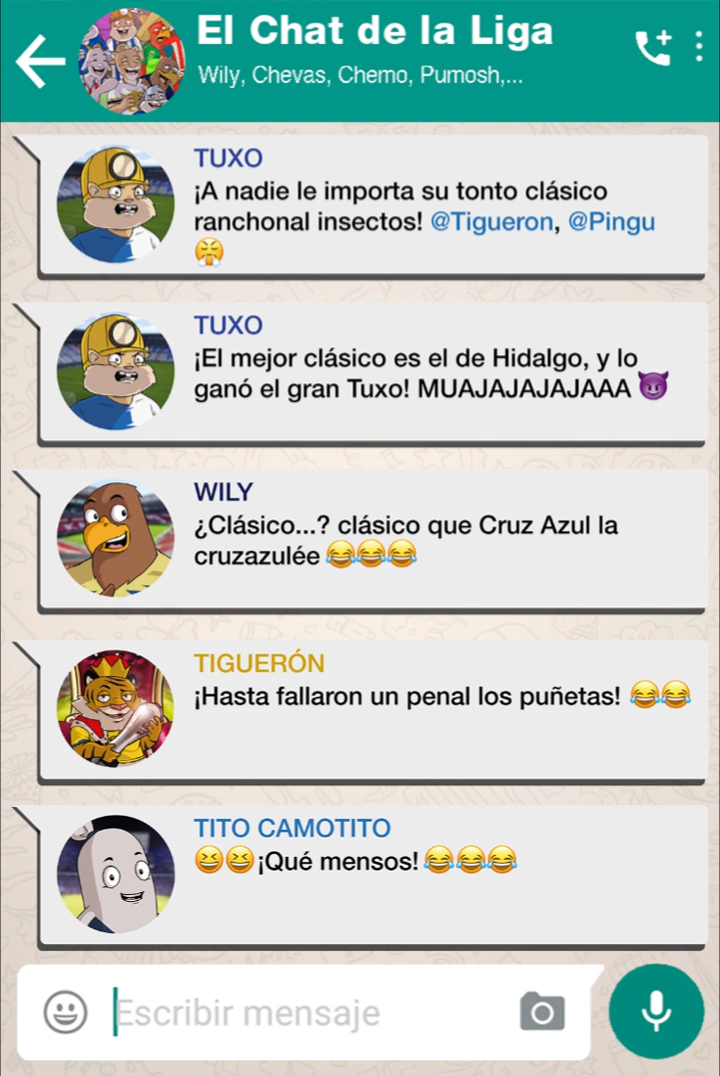 El Chat de la Liga
Wily, Chevas, Chemo, Pumosh,...
TUXO
¡A nadie le importa su tonto clásico
ranchonal insectos! @Tigueron, @Pingu
😤
TUXO
¡El mejor clásico es el de Hidalgo, y lo
ganó el gran Tuxo! MUAJAJAJAJAAA 😈
WILY
¿Clásico...? clásico que Cruz Azul la
cruzazulée 😂😂😂
TIGUERÓN
¡Hasta fallaron un penal los puñetas! 😂😂
TITO CAMOTITO
😆😆¡Qué mensos! 😂😂😂
Escribir mensaje